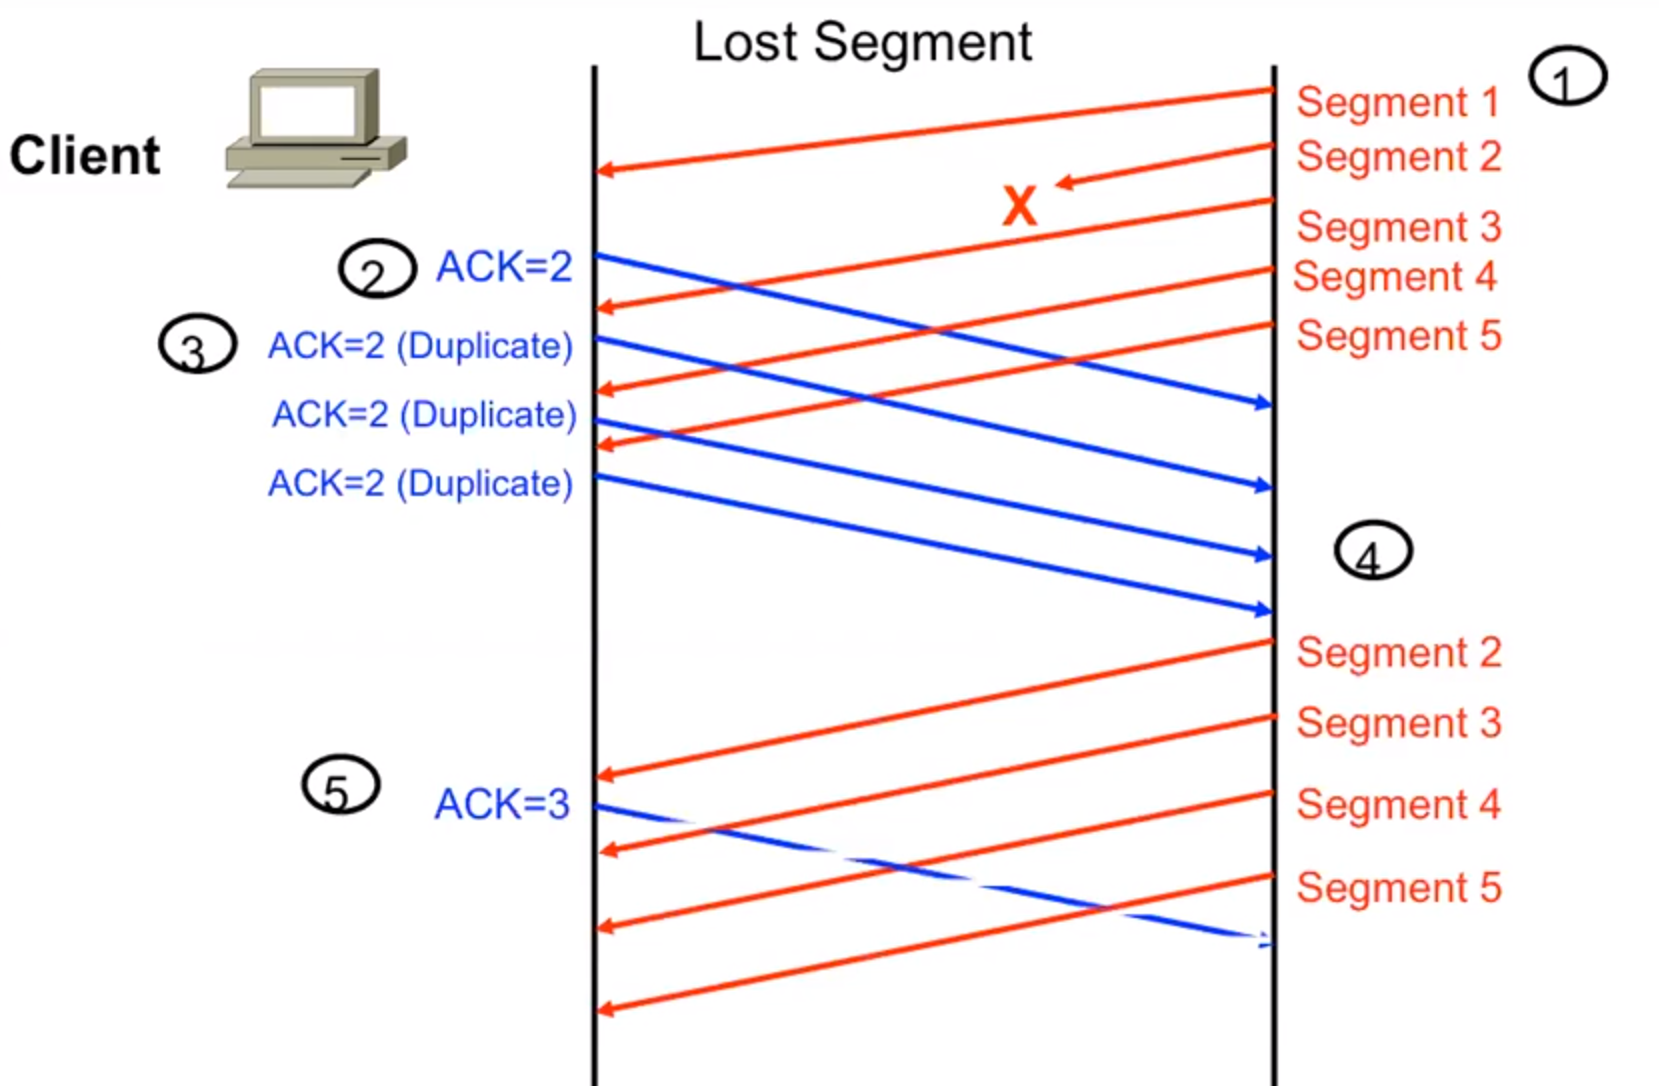 Lost Segment
1
Segment 1
Client
Segment 2
X
Segment 3
2
ACK=2
Segment 4
3
ACK=2 (Duplicate)
Segment 5
ACK=2 (Duplicate)
ACK=2 (Duplicate)
4
Segment 2
Segment 3
5
ACK=3
Segment 4
Segment 5